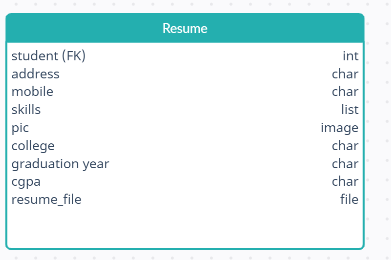 Resume
student (FK) int
address char
mobile char
skills list
pic image
college char
graduation year char
cgpa char
resume_file file